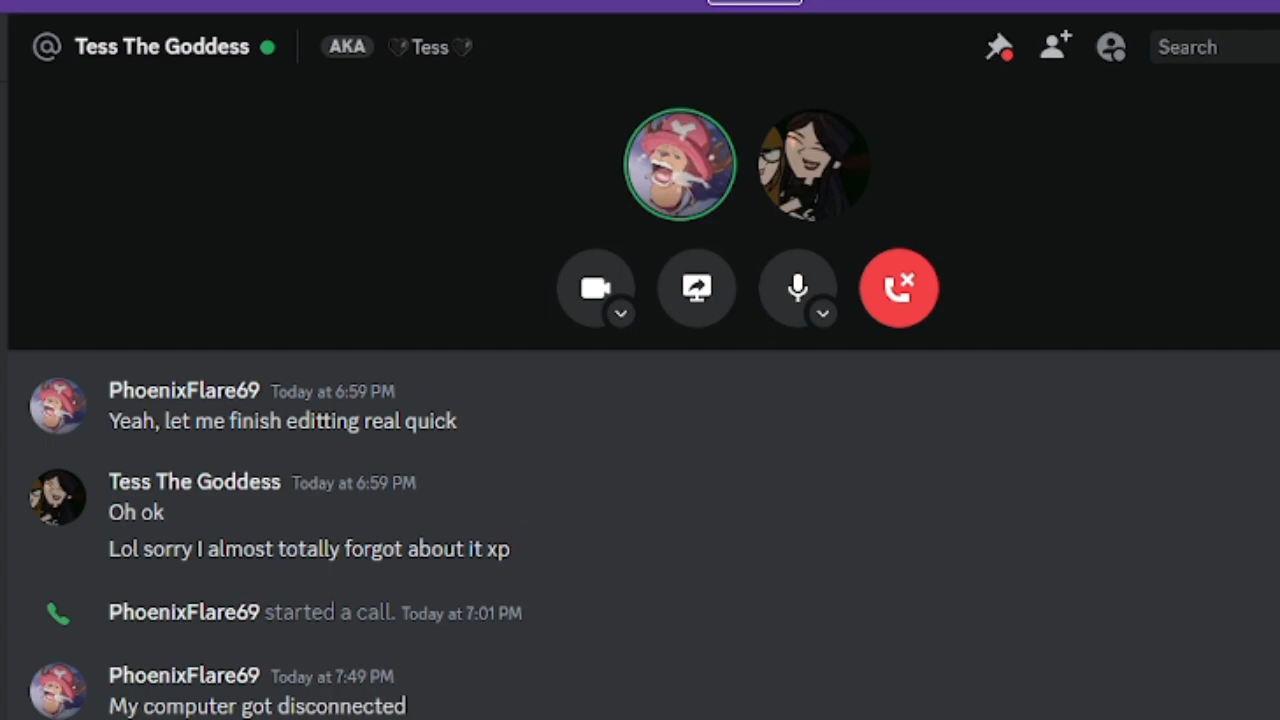 Tess The Goddess AKA 🖤Tess🖤 Search
PhoenixFlare69 Today at 6:59 PM
Yeah, let me finish editting real quick
Tess The Goddess Today at 6:59 PM
Oh ok
Lol sorry I almost totally forgot about it xp
PhoenixFlare69 started a call. Today at 7:01 PM
PhoenixFlare69 Today at 7:49 PM
My computer got disconnected